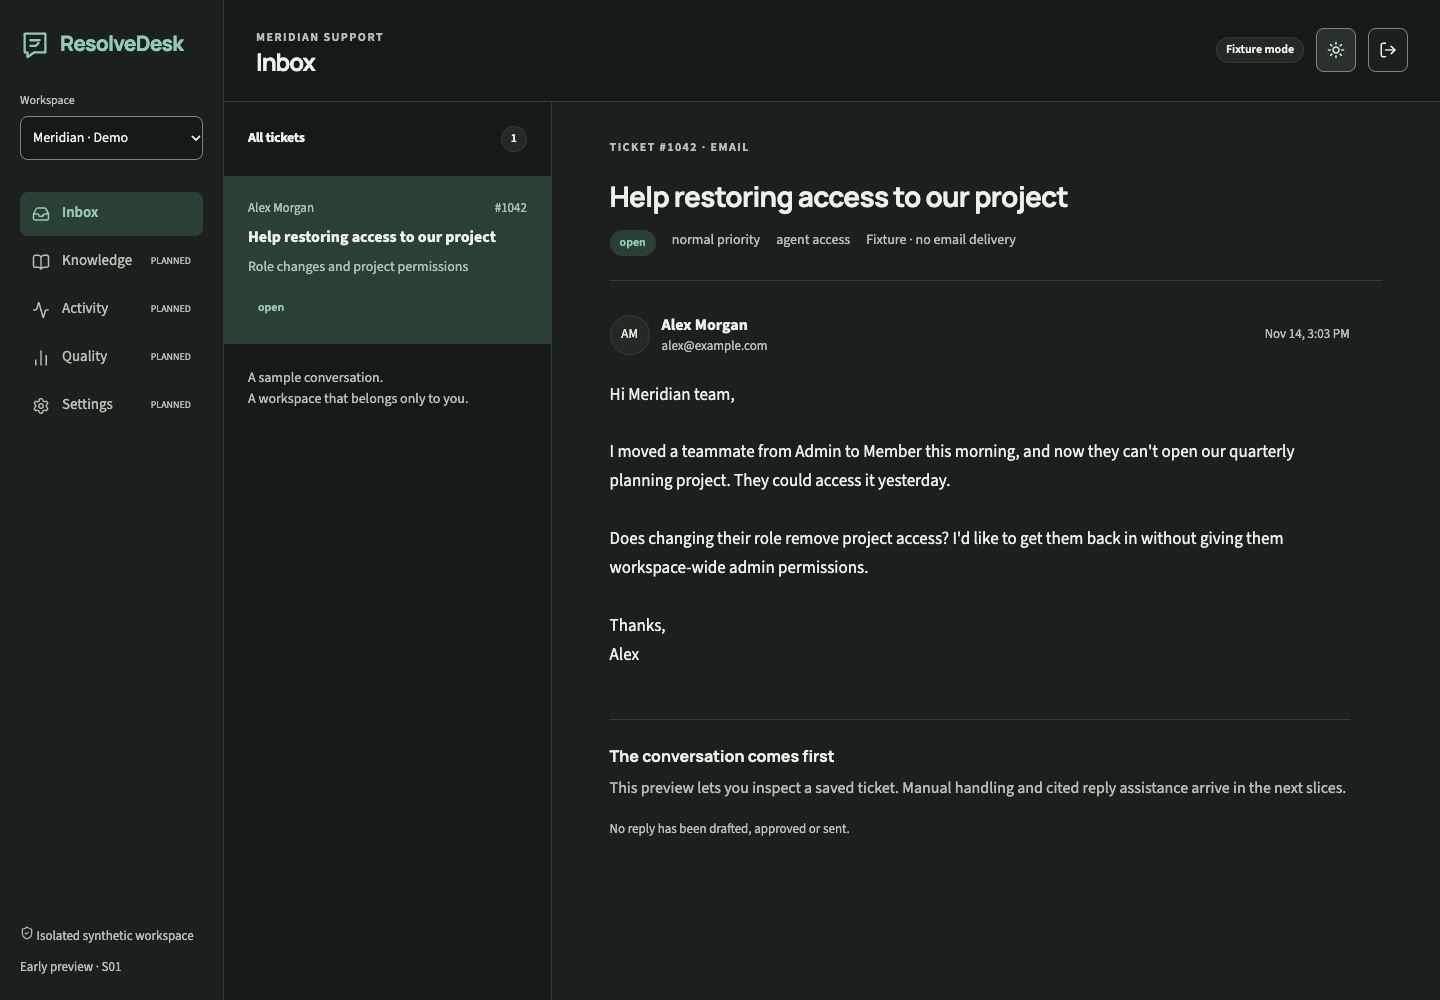 ResolveDesk
Workspace
Meridian · Demo
Inbox
Knowledge PLANNED
Activity PLANNED
Quality PLANNED
Settings PLANNED
Isolated synthetic workspace
Early preview · S01
MERIDIAN SUPPORT
Inbox
Fixture mode
All tickets 1
Alex Morgan #1042
Help restoring access to our project
Role changes and project permissions
open
A sample conversation.
A workspace that belongs only to you.
TICKET #1042 · EMAIL
Help restoring access to our project
open normal priority agent access Fixture · no email delivery
AM
Alex Morgan
alex@example.com
Nov 14, 3:03 PM
Hi Meridian team,
I moved a teammate from Admin to Member this morning, and now they can't open our quarterly
planning project. They could access it yesterday.
Does changing their role remove project access? I'd like to get them back in without giving them
workspace-wide admin permissions.
Thanks,
Alex
The conversation comes first
This preview lets you inspect a saved ticket. Manual handling and cited reply assistance arrive in the next slices.
No reply has been drafted, approved or sent.